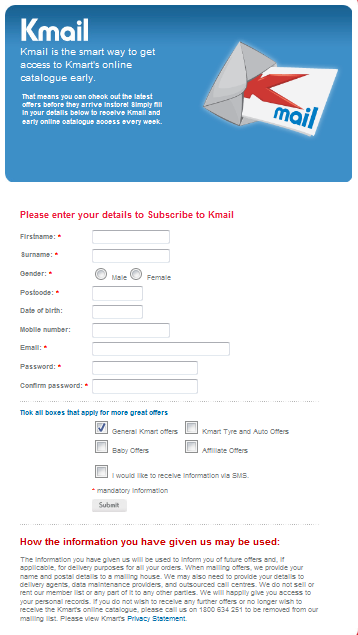 Kmail
Kmail is the smart way to get
access to Kmart's online
catalogue early.
That means you can check out the latest
offers before they arrive instore! Simply fill
in your details below to receive Kmail and
early online catalogue access every week.
mail
Please enter your details to Subscribe to Kmail
Firstname: *
Surname: *
Gender: * Male Female
Postcode: *
Date of birth:
Mobile number:
Email: *
Password: *
Confirm password: *
Tick all boxes that apply for more great offers
General Kmart offers Kmart Tyre and Auto Offers
Baby Offers Affiliate Offers
I would like to receive information via SMS.
* mandatory information
Submit
How the information you have given us may be used:
The information you have given us will be used to inform you of future offers and, if
applicable, for delivery purposes for all your orders. When mailing offers, we provide your
name and postal details to a mailing house. We may also need to provide your details to
delivery agents, data maintenance providers, and outsourced call centres. We do not sell or
rent our member list or any part of it to any other parties. We will happily give you access to
your personal records. If you do not wish to receive any further offers or no longer wish to
receive the Kmart's online catalogue, please call us on 1800 634 251 to be removed from our
mailing list. Please view Kmart's Privacy Statement.